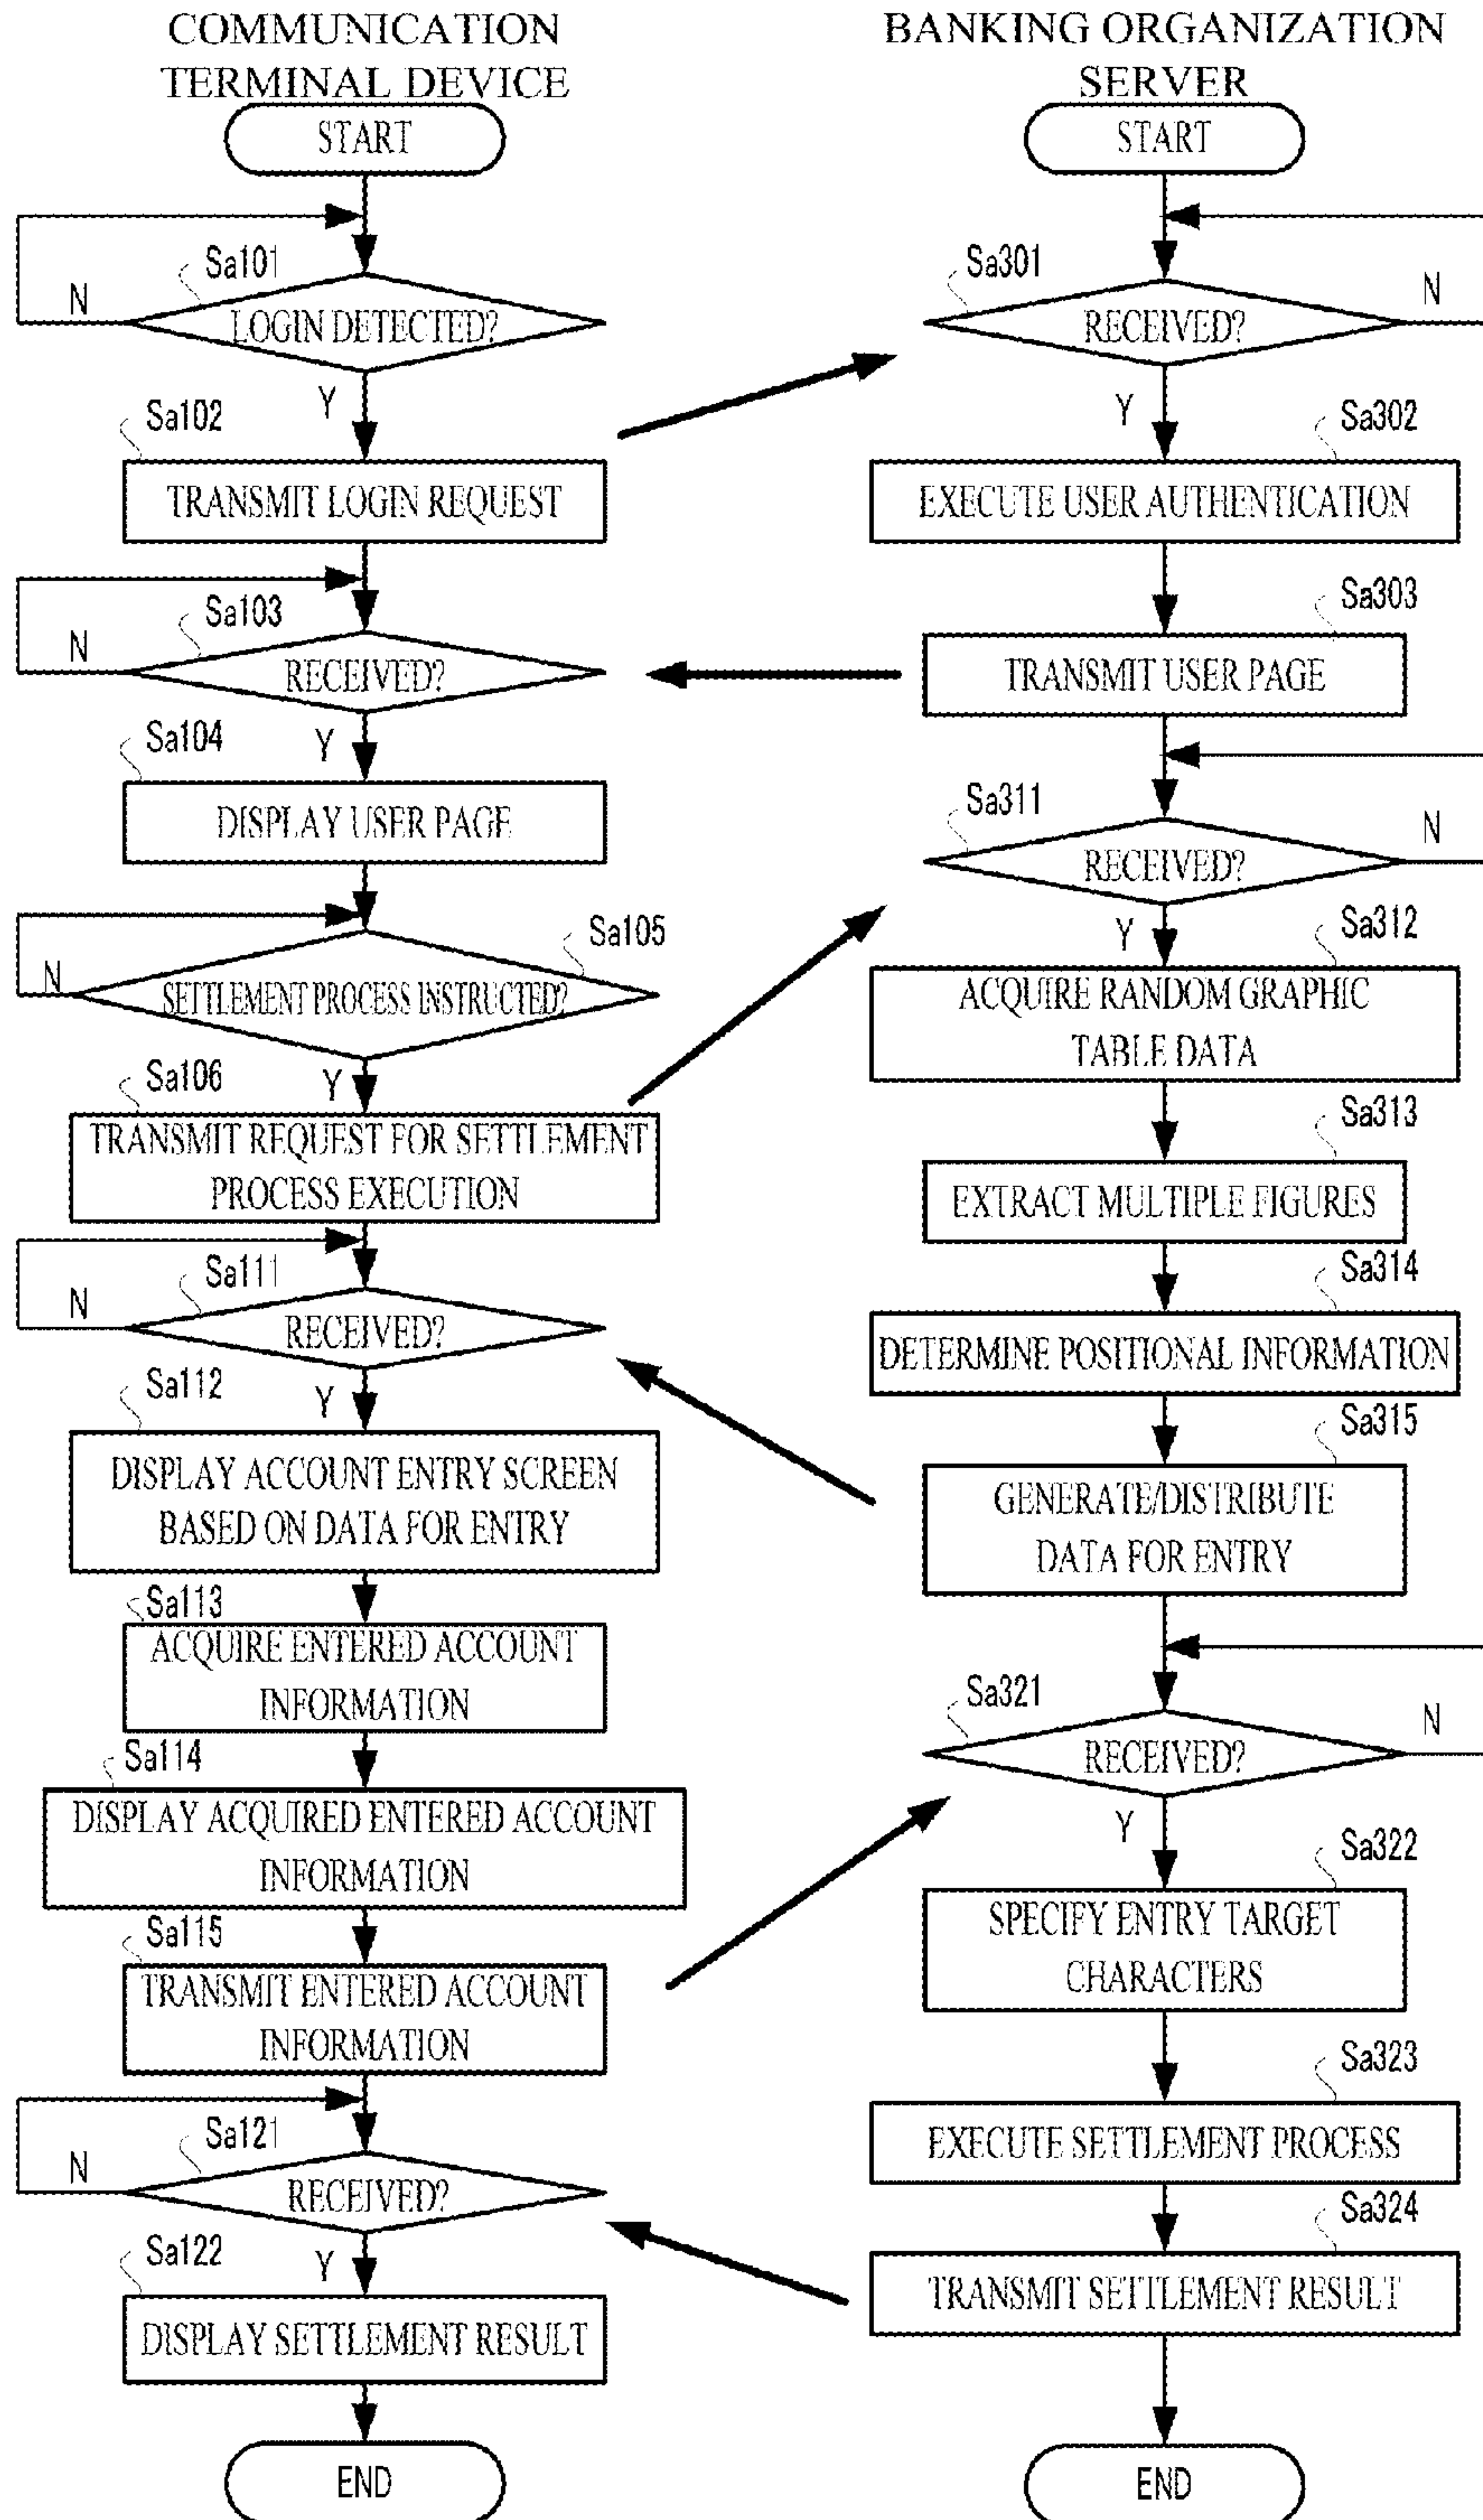 COMMUNICATION
TERMINAL DEVICE
START
Sa101
N
LOGIN DETECTED?
Y
Sa102
TRANSMIT LOGIN REQUEST
Sa103
N
RECEIVED?
Y
Sa104
DISPLAY USER PAGE
Sa105
N
SETTLEMENT PROCESS INSTRUCTED?
Y
Sa106
TRANSMIT REQUEST FOR SETTLEMENT
PROCESS EXECUTION
Sa111
N
RECEIVED?
Y
Sa112
DISPLAY ACCOUNT ENTRY SCREEN
BASED ON DATA FOR ENTRY
Sa113
ACQUIRE ENTERED ACCOUNT
INFORMATION
Sa114
DISPLAY ACQUIRED ENTERED ACCOUNT
INFORMATION
Sa115
TRANSMIT ENTERED ACCOUNT
INFORMATION
Sa121
N
RECEIVED?
Y
Sa122
DISPLAY SETTLEMENT RESULT
END
BANKING ORGANIZATION
SERVER
START
Sa301
N
RECEIVED?
Y
Sa302
EXECUTE USER AUTHENTICATION
Sa303
TRANSMIT USER PAGE
Sa311
N
RECEIVED?
Y
Sa312
ACQUIRE RANDOM GRAPHIC
TABLE DATA
Sa313
EXTRACT MULTIPLE FIGURES
Sa314
DETERMINE POSITIONAL INFORMATION
Sa315
GENERATE/DISTRIBUTE
DATA FOR ENTRY
Sa321
N
RECEIVED?
Y
Sa322
SPECIFY ENTRY TARGET
CHARACTERS
Sa323
EXECUTE SETTLEMENT PROCESS
Sa324
TRANSMIT SETTLEMENT RESULT
END